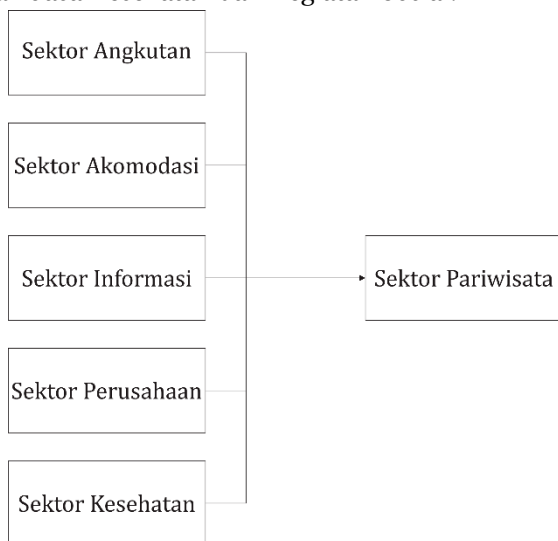 Sektor Angkutan
Sektor Akomodasi
Sektor Informasi
Sektor Pariwisata
Sektor Perusahaan
Sektor Kesehatan